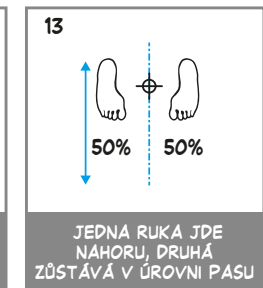 13
50% 50%
JEDNA RUKA JDE
NAHORU, DRUHÁ
ZŮSTÁVÁ V ÚROVNI PASU